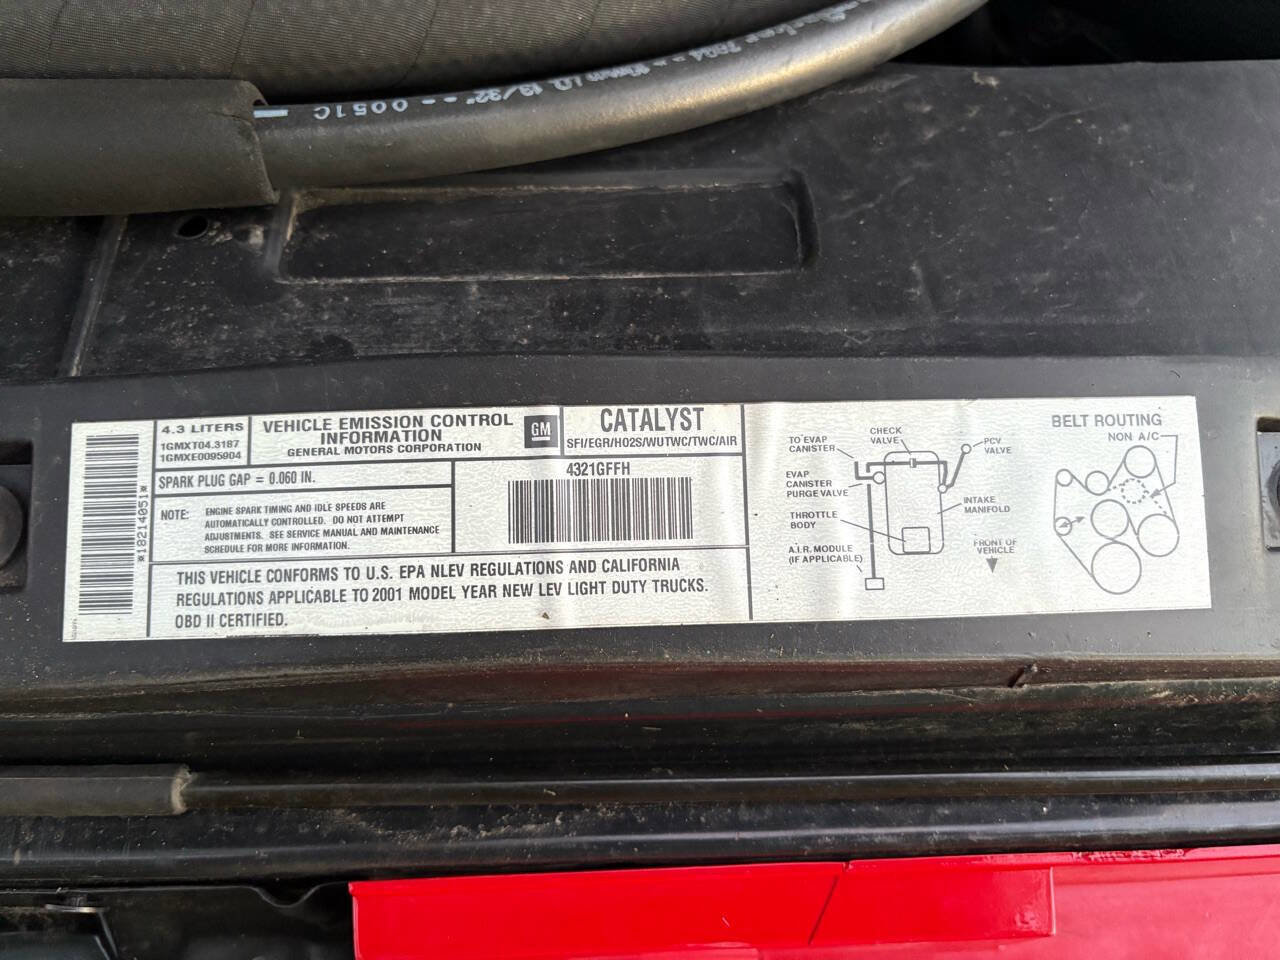 13/32" - - 0051C
*18214051*
4.3 LITERS
1GMXT04.3187
1GMXE0095904
VEHICLE EMISSION CONTROL
INFORMATION
GENERAL MOTORS CORPORATION
GM
CATALYST
SFI/EGR/HO2S/WUTWC/TWC/AIR
SPARK PLUG GAP = 0.060 IN.
NOTE: ENGINE SPARK TIMING AND IDLE SPEEDS ARE
AUTOMATICALLY CONTROLLED. DO NOT ATTEMPT
ADJUSTMENTS. SEE SERVICE MANUAL AND MAINTENANCE
SCHEDULE FOR MORE INFORMATION.
4321GFFH
THIS VEHICLE CONFORMS TO U.S. EPA NLEV REGULATIONS AND CALIFORNIA
REGULATIONS APPLICABLE TO 2001 MODEL YEAR NEW LEV LIGHT DUTY TRUCKS.
OBD II CERTIFIED.
TO EVAP
CANISTER
CHECK
VALVE
PCV
VALVE
EVAP
CANISTER
PURGE VALVE
THROTTLE
BODY
INTAKE
MANIFOLD
A.I.R. MODULE
(IF APPLICABLE)
FRONT OF
VEHICLE
BELT ROUTING
NON A/C